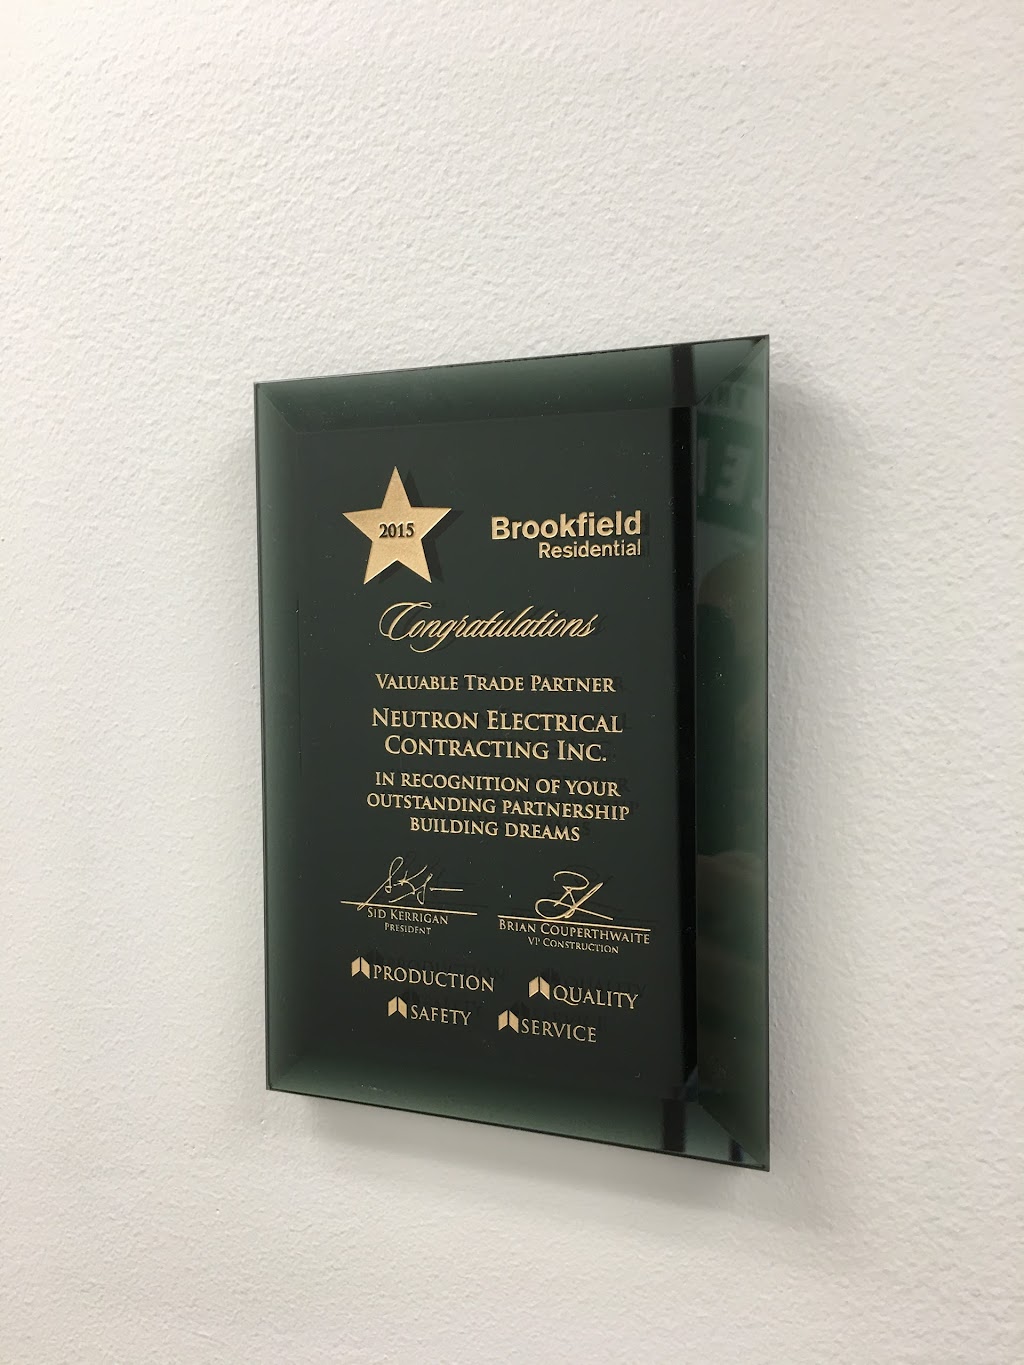 2015
Brookfield
Residential
Congratulations
VALUABLE TRADE PARTNER
NEUTRON ELECTRICAL
CONTRACTING INC.
IN RECOGNITION OF YOUR
OUTSTANDING PARTNERSHIP
BUILDING DREAMS
SID KERRIGAN
PRESIDENT
BRIAN COUPERTHWAITE
VP CONSTRUCTION
PRODUCTION
QUALITY
SAFETY
SERVICE